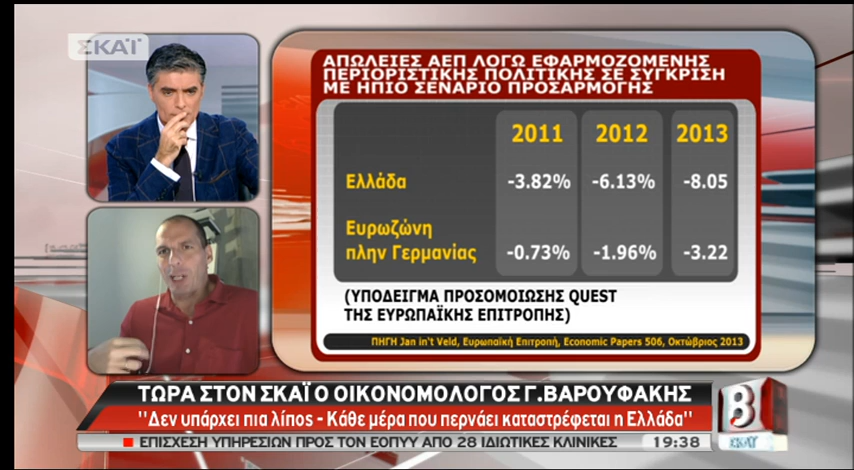 ΣΚΑΪ
ΑΠΩΛΕΙΕΣ ΑΕΠ ΛΟΓΩ ΕΦΑΡΜΟΖΟΜΕΝΗΣ
ΠΕΡΙΟΡΙΣΤΙΚΗΣ ΠΟΛΙΤΙΚΗΣ ΣΕ ΣΥΓΚΡΙΣΗ
ΜΕ ΗΠΙΟ ΣΕΝΑΡΙΟ ΠΡΟΣΑΡΜΟΓΗΣ
2011 2012 2013
Ελλάδα -3.82% -6.13% -8.05
Ευρωζώνη
πλην Γερμανίας -0.73% -1.96% -3.22
(ΥΠΟΔΕΙΓΜΑ ΠΡΟΣΟΜΟΙΩΣΗΣ QUEST
ΤΗΣ ΕΥΡΩΠΑΪΚΗΣ ΕΠΙΤΡΟΠΗΣ)
ΠΗΓΗ Jan in't Veld, Ευρωπαϊκή Επιτροπή, Economic Papers 506, Οκτώβριος 2013
ΤΩΡΑ ΣΤΟΝ ΣΚΑΪ Ο ΟΙΚΟΝΟΜΟΛΟΓΟΣ Γ.ΒΑΡΟΥΦΑΚΗΣ
''Δεν υπάρχει πια λίπος - Κάθε μέρα που περνάει καταστρέφεται η Ελλάδα''
8
ΣΚΑΪ
ΕΠΙΣΧΕΣΗ ΥΠΗΡΕΣΙΩΝ ΠΡΟΣ ΤΟΝ ΕΟΠΥΥ ΑΠΟ 28 ΙΔΙΩΤΙΚΕΣ ΚΛΙΝΙΚΕΣ 19:38